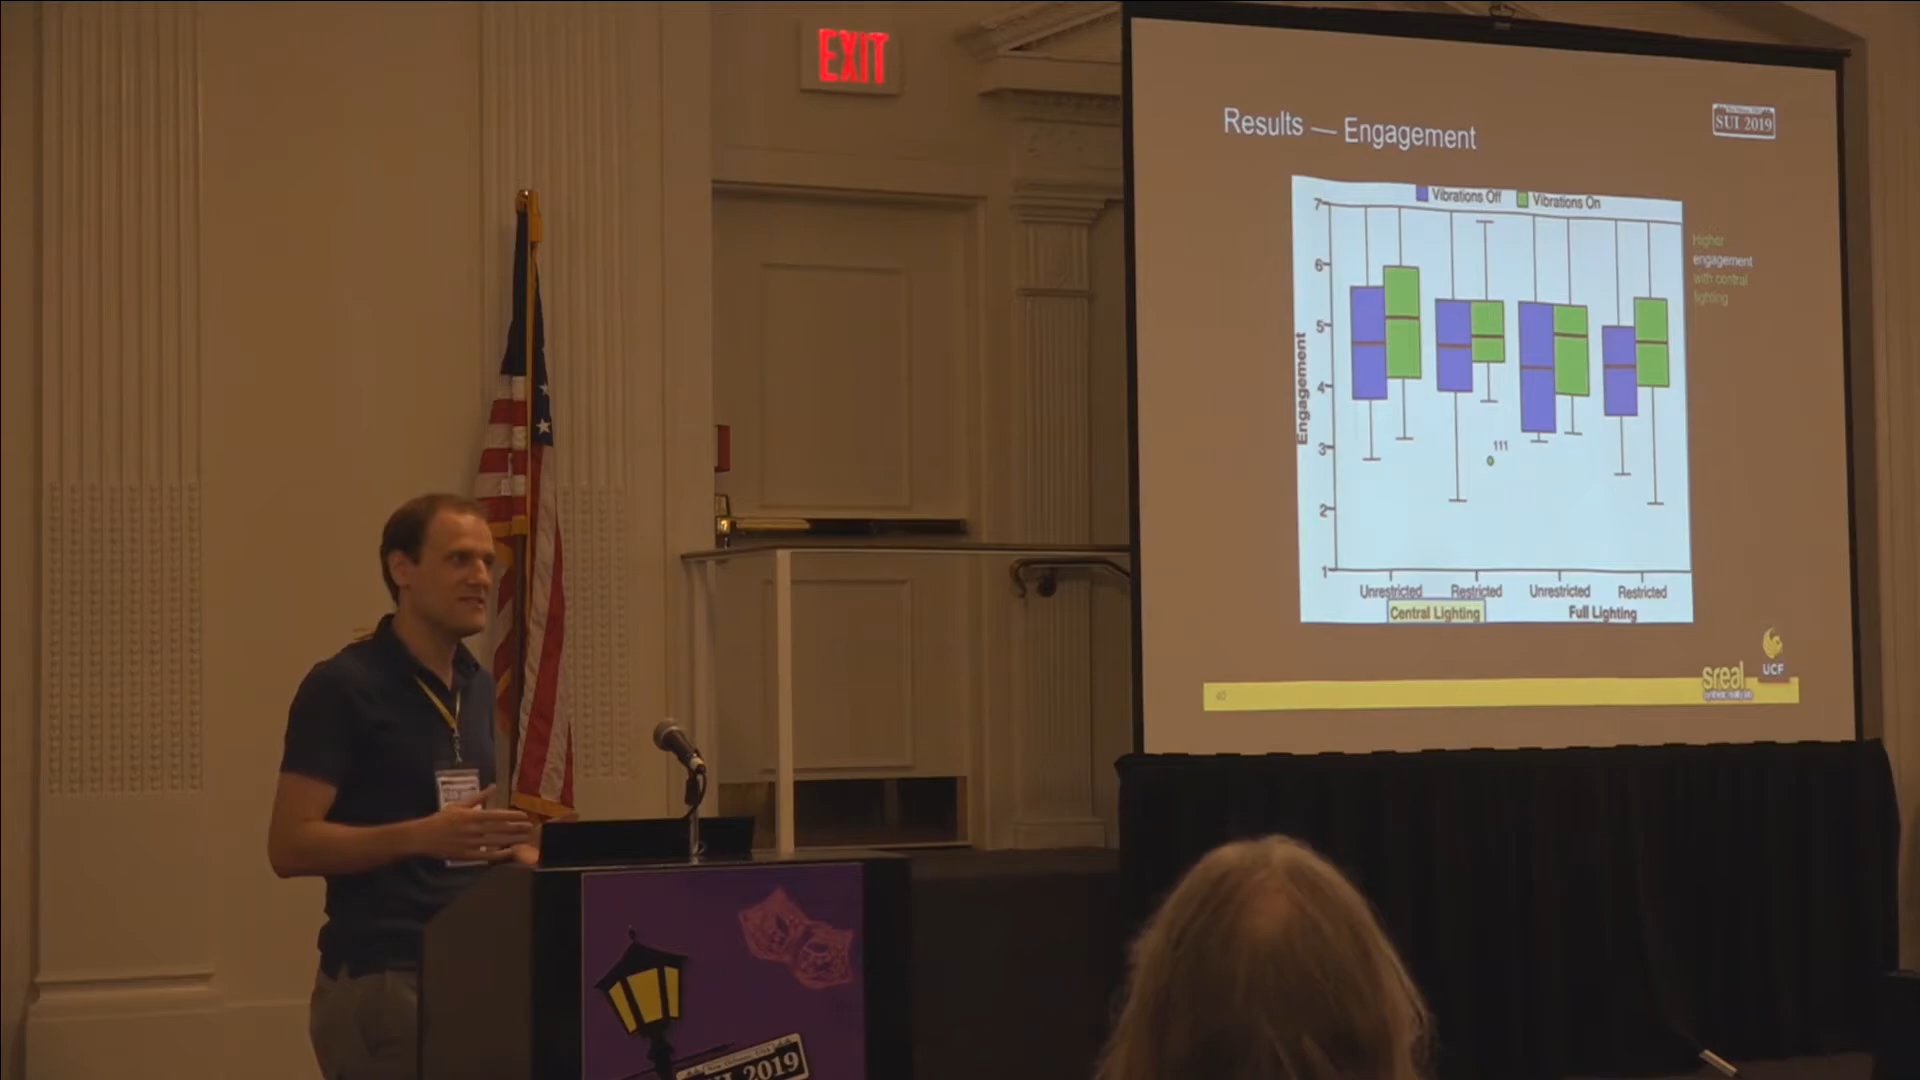 EXIT
Results — Engagement
SUI 2019
Vibrations Off Vibrations On
7
6
5
4
3
2
1
Engagement
111
Unrestricted Restricted Unrestricted Restricted
Central Lighting Full Lighting
Higher
engagement
with central
lighting
40
sreal
UCF
2019